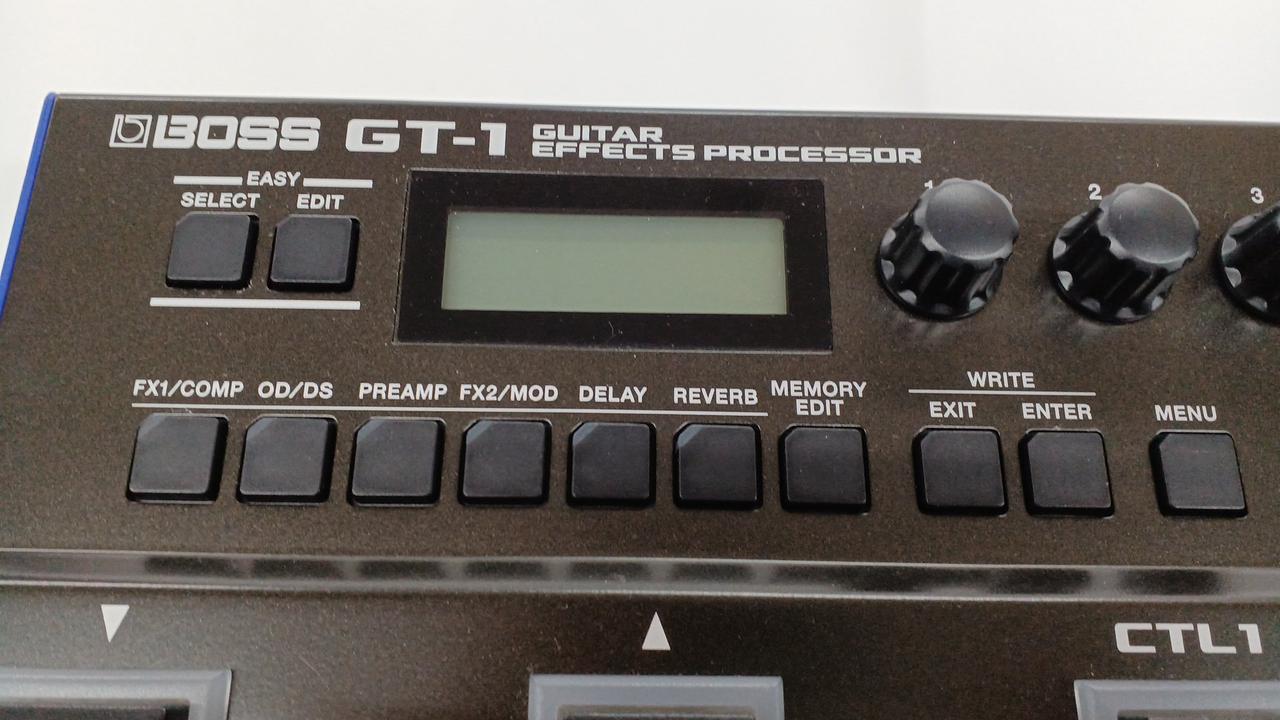 BOSS GT-1 GUITAR
EFFECTS PROCESSOR
EASY
SELECT EDIT
1 2 3
FX1/COMP OD/DS PREAMP FX2/MOD DELAY REVERB MEMORY
EDIT
WRITE
EXIT ENTER
MENU
CTL1